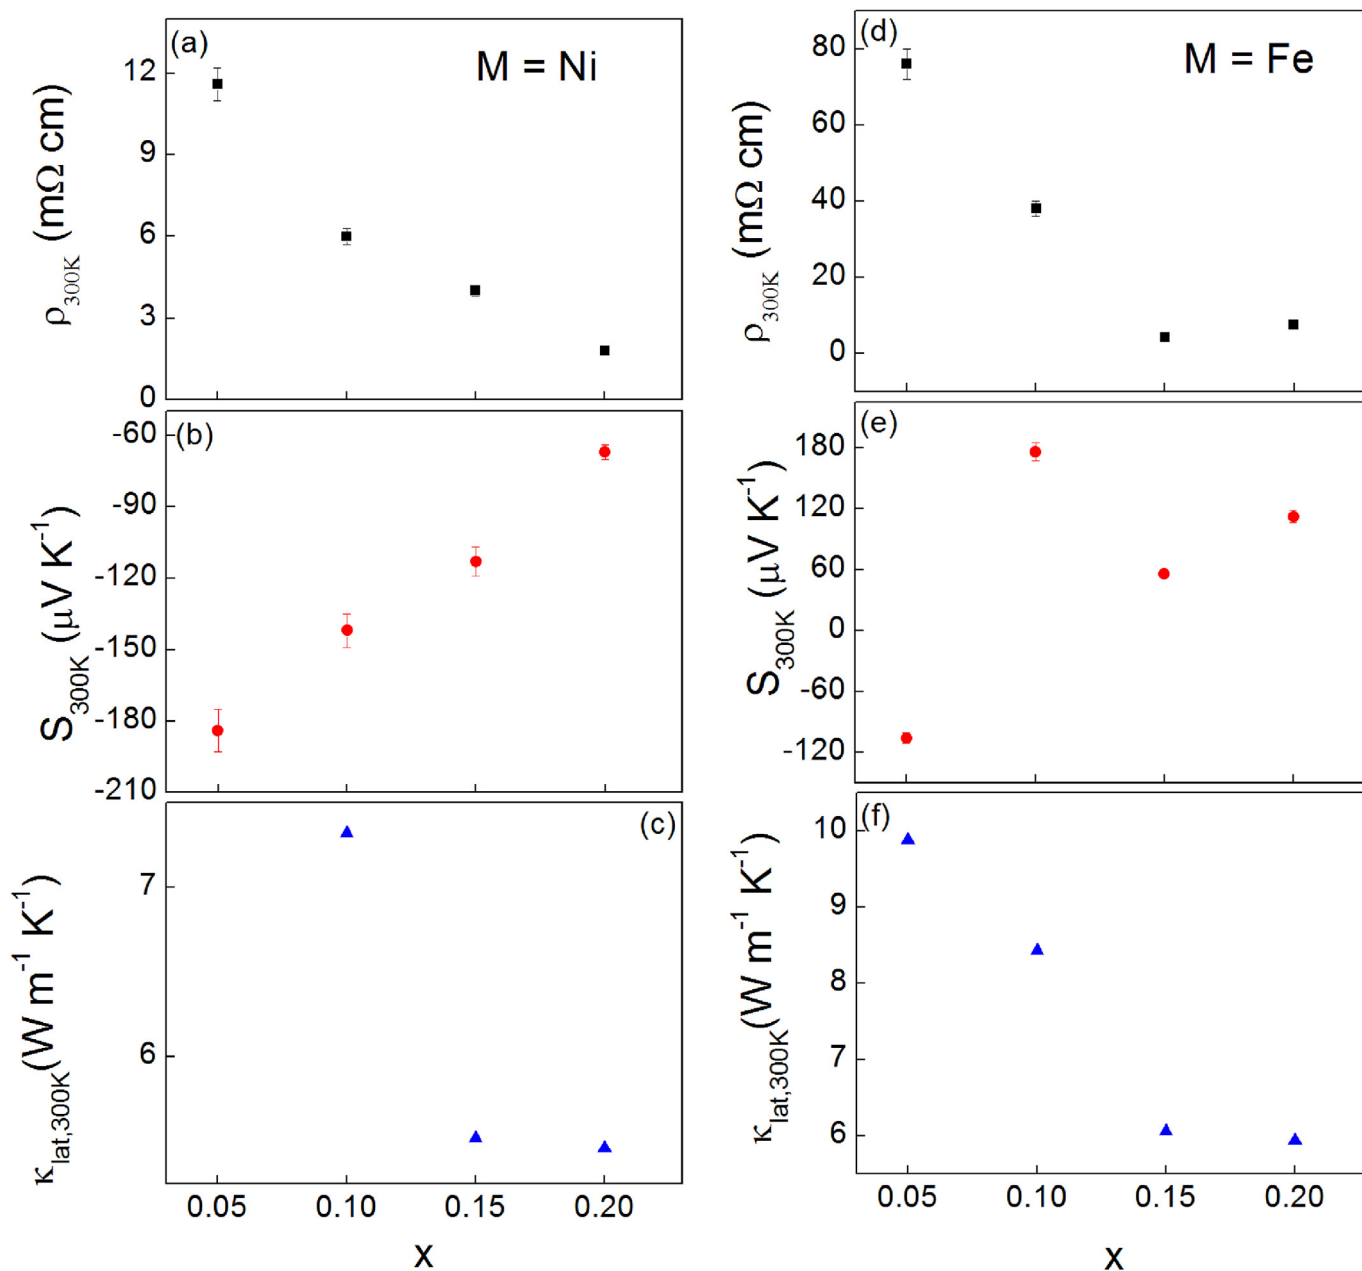 (a)
M = Ni
12
9
6
3
0
ρ300K (mΩ cm)
(b)
-60
-90
-120
-150
-180
-210
S300K (μV K-1)
(c)
7
6
κlat,300K(W m-1 K-1)
0.05 0.10 0.15 0.20
x
(d)
M = Fe
80
60
40
20
0
ρ300K (mΩ cm)
(e)
180
120
60
0
-60
-120
S300K (μV K-1)
(f)
10
9
8
7
6
κlat,300K(W m-1 K-1)
0.05 0.10 0.15 0.20
x